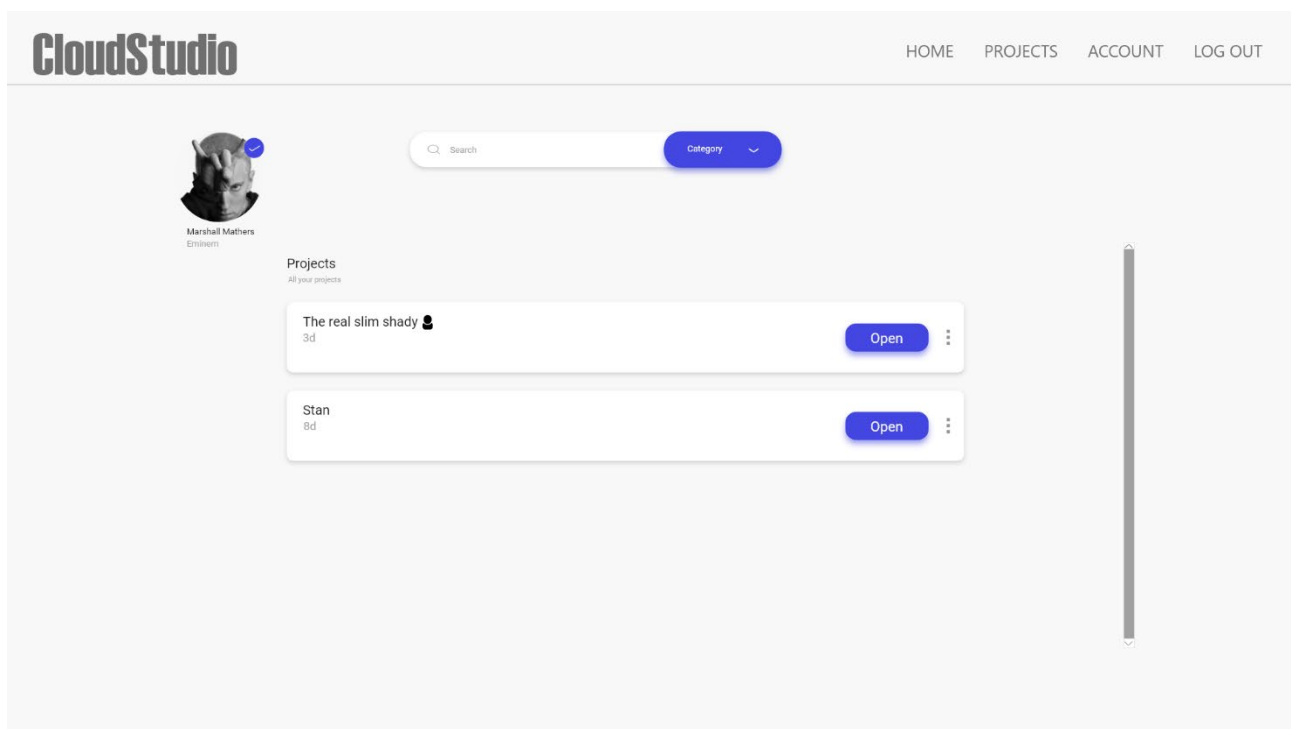 CloudStudio
HOME PROJECTS ACCOUNT LOG OUT
Search
Category
Marshall Mathers
Eminem
Projects
All your projects
The real slim shady
3d
Open
Stan
8d
Open